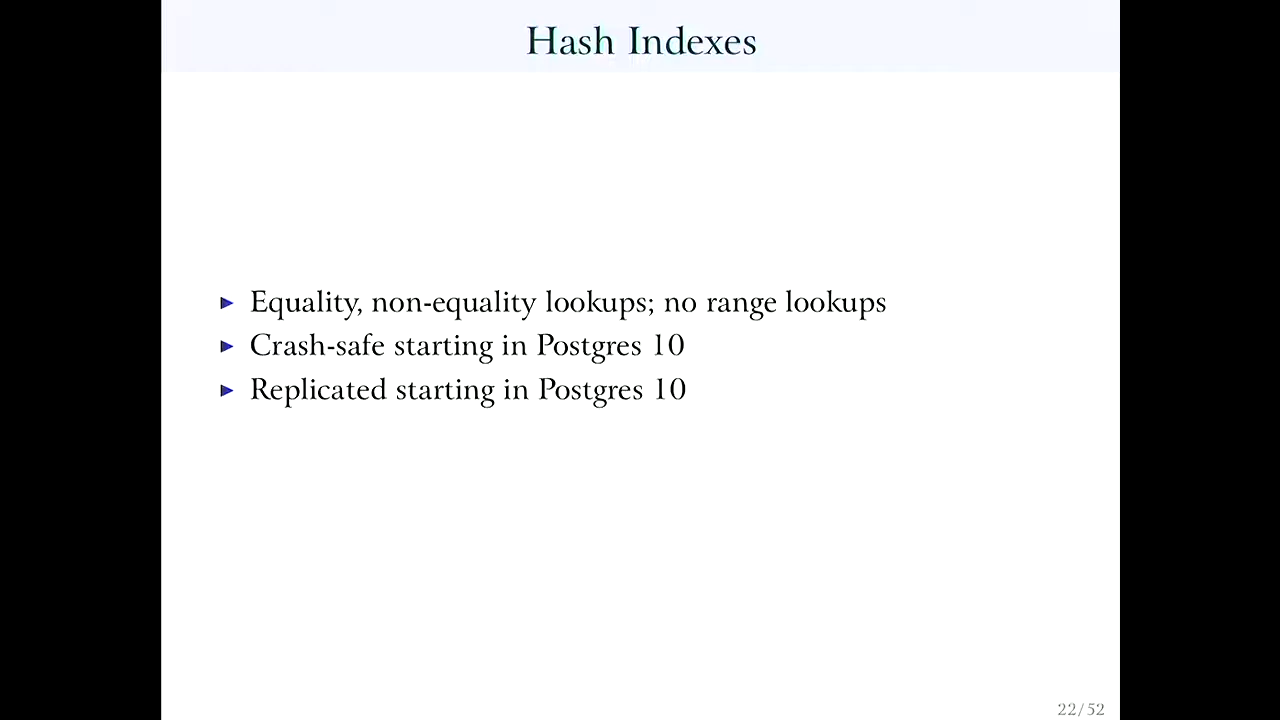 Hash Indexes
► Equality, non-equality lookups; no range lookups
► Crash-safe starting in Postgres 10
► Replicated starting in Postgres 10
22/52